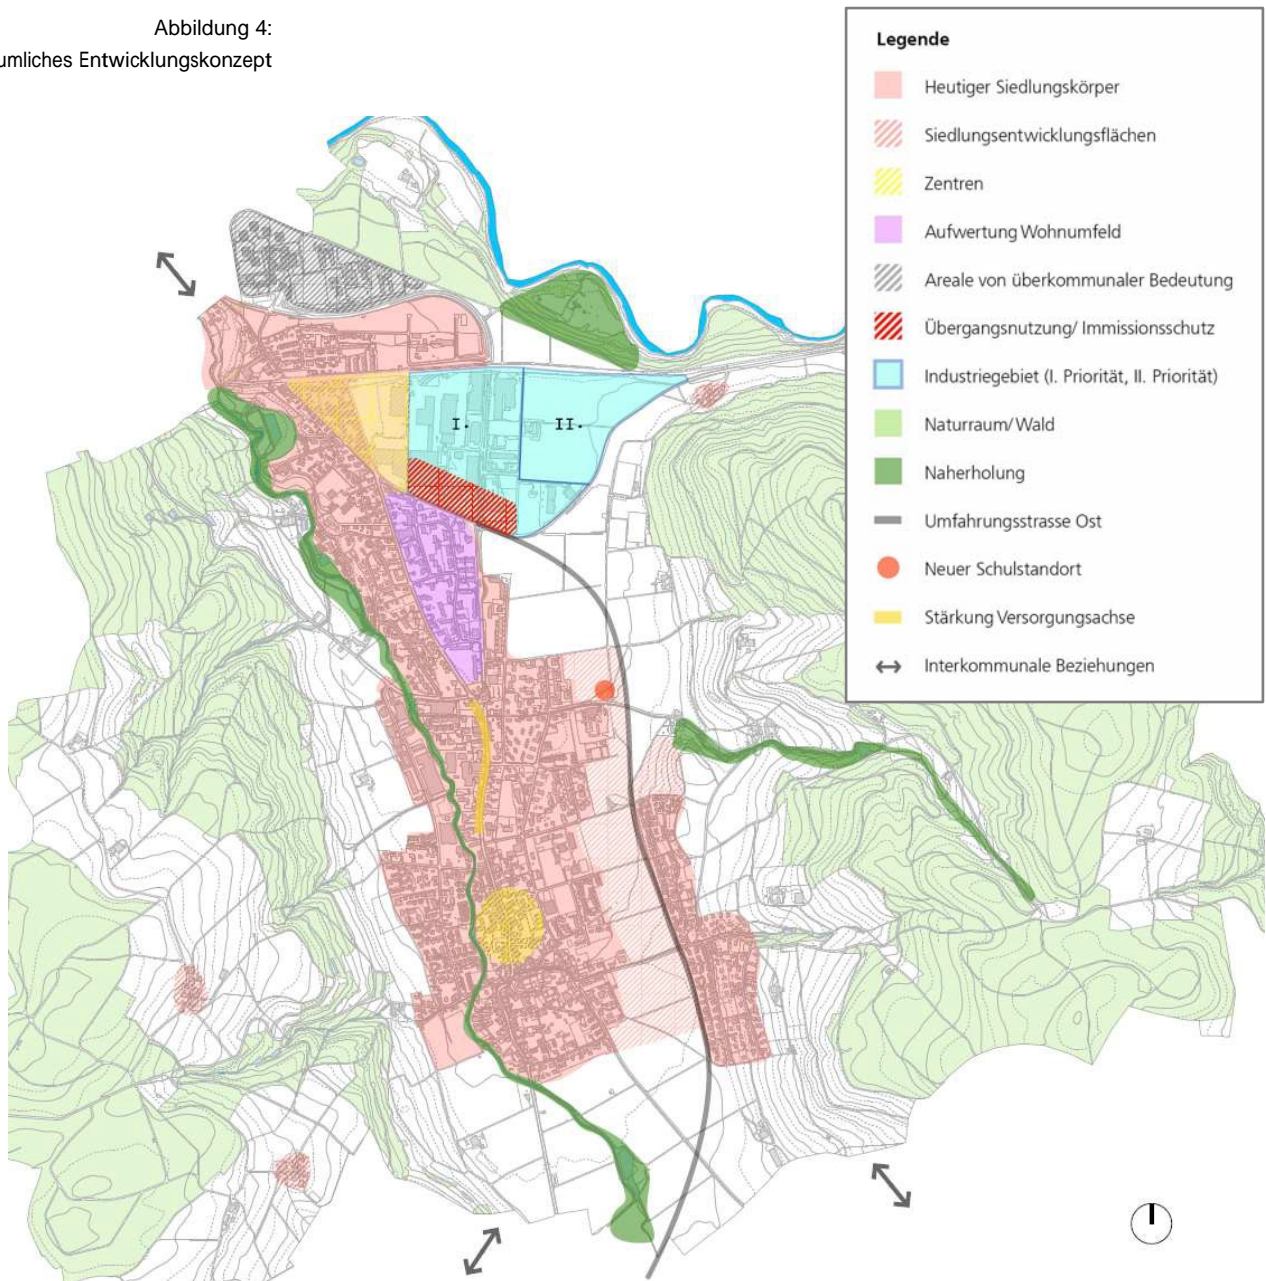 Abbildung 4:
umliches Entwicklungskonzept
Legende
Heutiger Siedlungskörper
Siedlungsentwicklungsflächen
Zentren
Aufwertung Wohnumfeld
Areale von überkommunaler Bedeutung
Übergangsnutzung/ Immissionsschutz
Industriegebiet (I. Priorität, II. Priorität)
Naturraum/ Wald
Naherholung
Umfahrungsstrasse Ost
Neuer Schulstandort
Stärkung Versorgungsachse
Interkommunale Beziehungen
I.
II.